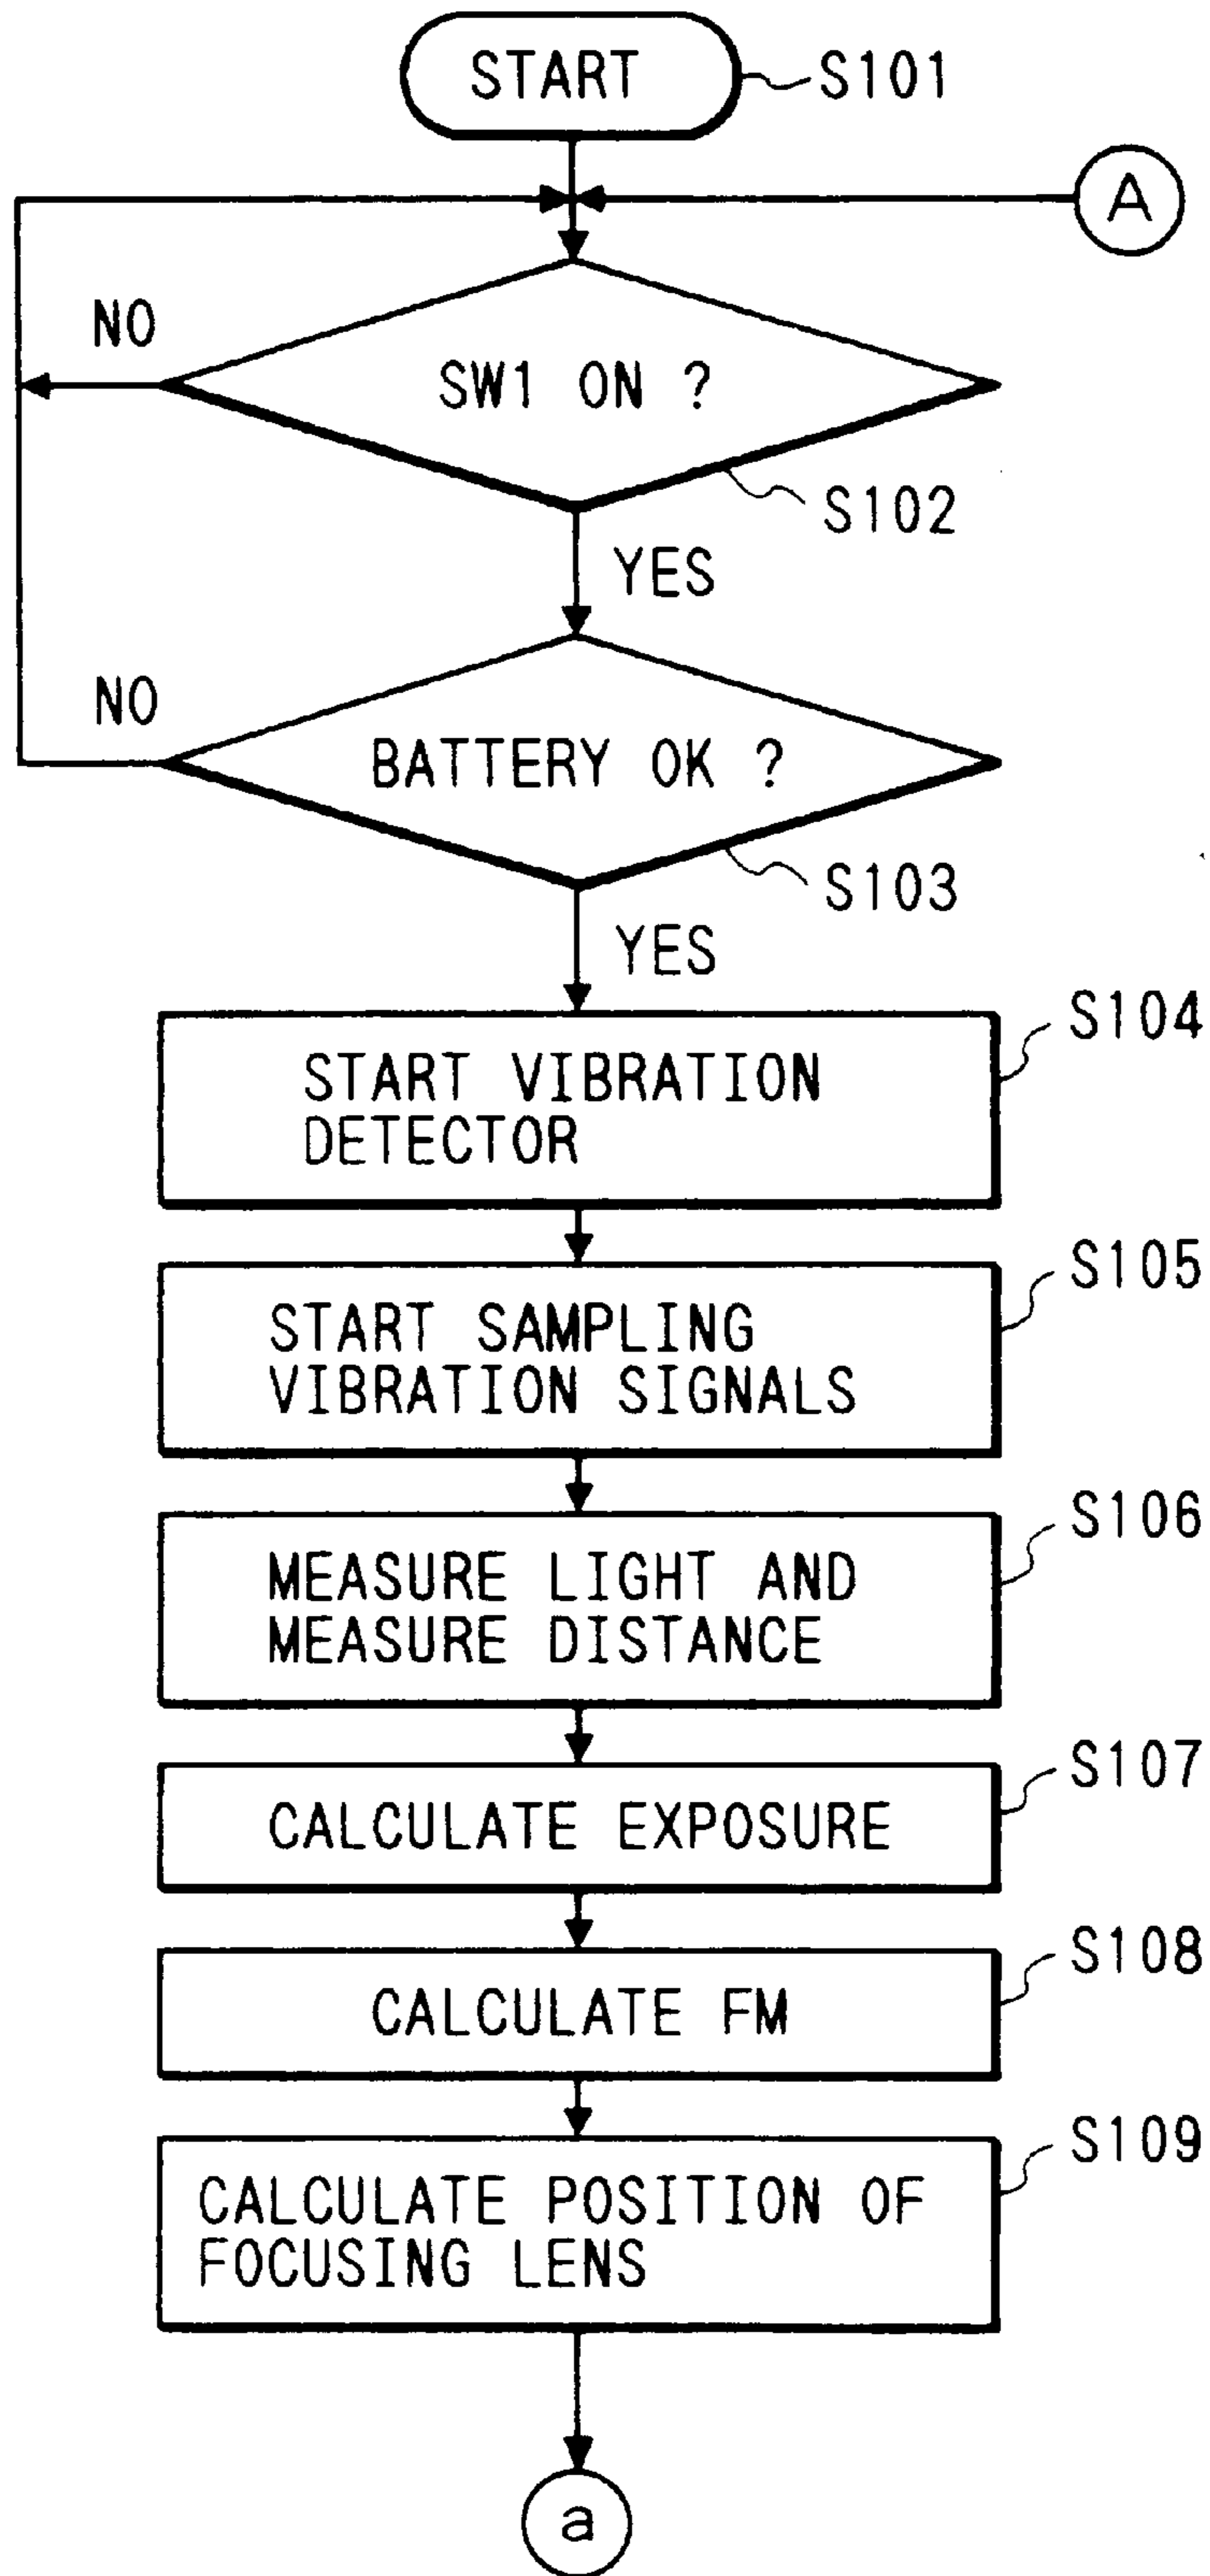 START
S101
A
NO
SW1 ON ?
S102
YES
NO
BATTERY OK ?
S103
YES
S104
START VIBRATION
DETECTOR
S105
START SAMPLING
VIBRATION SIGNALS
S106
MEASURE LIGHT AND
MEASURE DISTANCE
S107
CALCULATE EXPOSURE
S108
CALCULATE FM
S109
CALCULATE POSITION OF
FOCUSING LENS
a